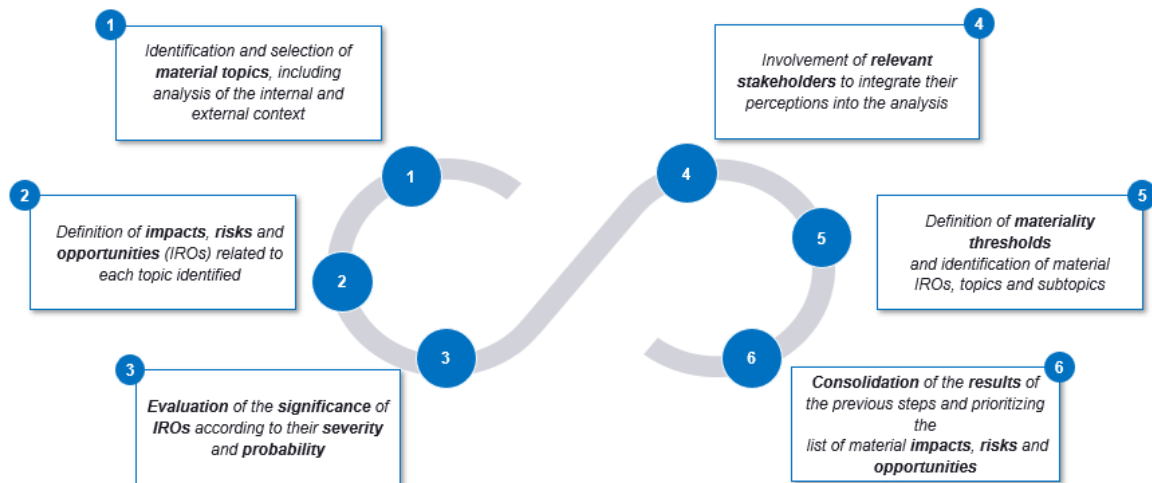 1
Identification and selection of
material topics, including
analysis of the internal and
external context
2
Definition of impacts, risks and
opportunities (IROs) related to
each topic identified
3
Evaluation of the significance of
IROs according to their severity
and probability
4
Involvement of relevant
stakeholders to integrate their
perceptions into the analysis
5
Definition of materiality
thresholds
and identification of material
IROs, topics and subtopics
6
Consolidation of the results of
the previous steps and prioritizing
the
list of material impacts, risks and
opportunities
1
2
3
4
5
6